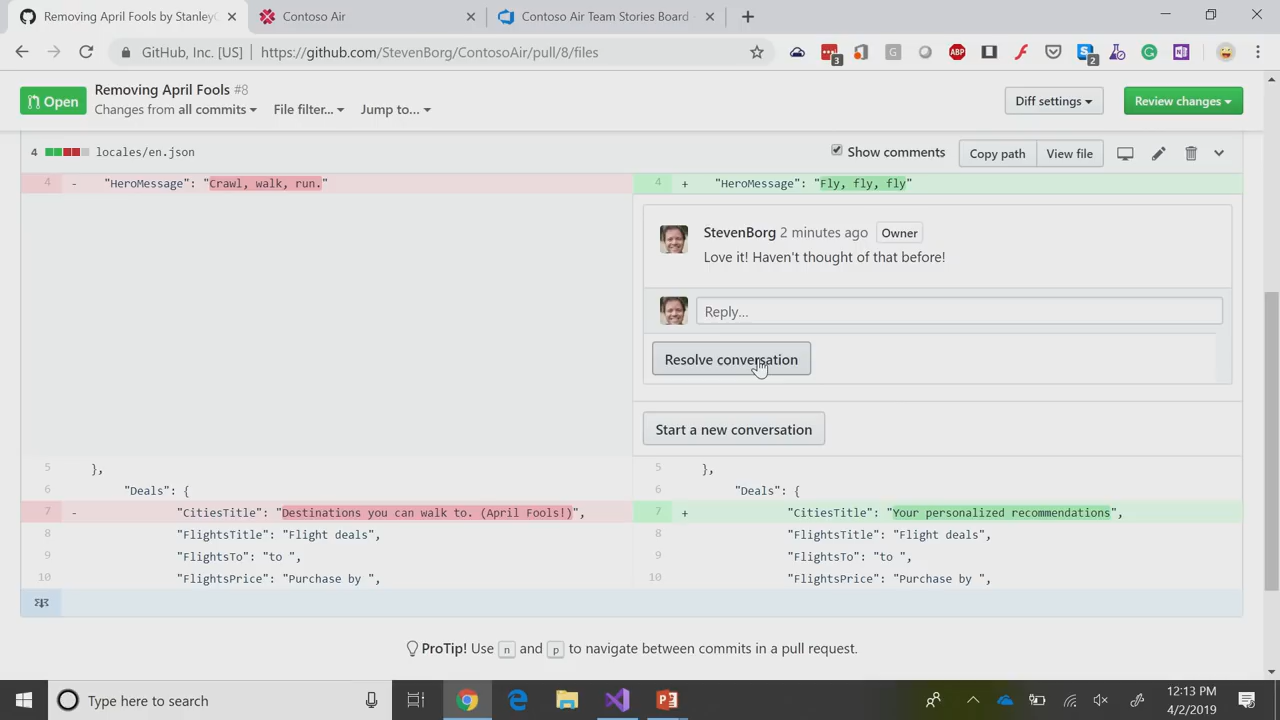 Removing April Fools by StanleyC
Contoso Air
Contoso Air Team Stories Board -
GitHub, Inc. [US]
https://github.com/StevenBorg/ContosoAir/pull/8/files
3
ABP
2
Open
Removing April Fools #8
Changes from all commits
File filter...
Jump to...
Diff settings
Review changes
4
locales/en.json
Show comments
Copy path
View file
4 - "HeroMessage": "Crawl, walk, run."
4 + "HeroMessage": "Fly, fly, fly"
StevenBorg 2 minutes ago Owner
Love it! Haven't thought of that before!
Reply...
Resolve conversation
Start a new conversation
5 },
5 },
6 "Deals": {
6 "Deals": {
7 - "CitiesTitle": "Destinations you can walk to. (April Fools!)",
7 + "CitiesTitle": "Your personalized recommendations",
8 "FlightsTitle": "Flight deals",
8 "FlightsTitle": "Flight deals",
9 "FlightsTo": "to ",
9 "FlightsTo": "to ",
10 "FlightsPrice": "Purchase by ",
10 "FlightsPrice": "Purchase by ",
ProTip! Use n and p to navigate between commits in a pull request.
Type here to search
12:13 PM
4/2/2019